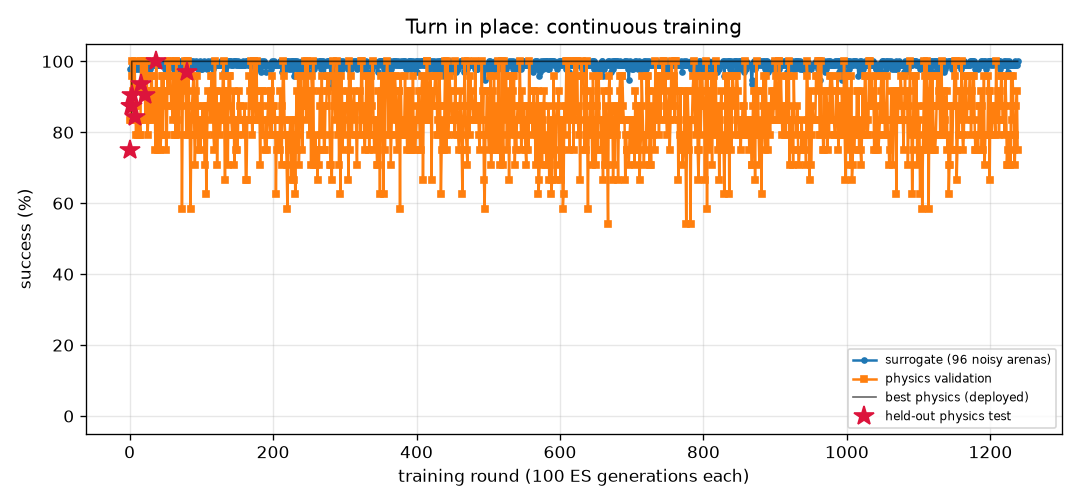 Turn in place: continuous training
success (%)
100
80
60
40
20
0
surrogate (96 noisy arenas)
physics validation
best physics (deployed)
held-out physics test
0 200 400 600 800 1000 1200
training round (100 ES generations each)